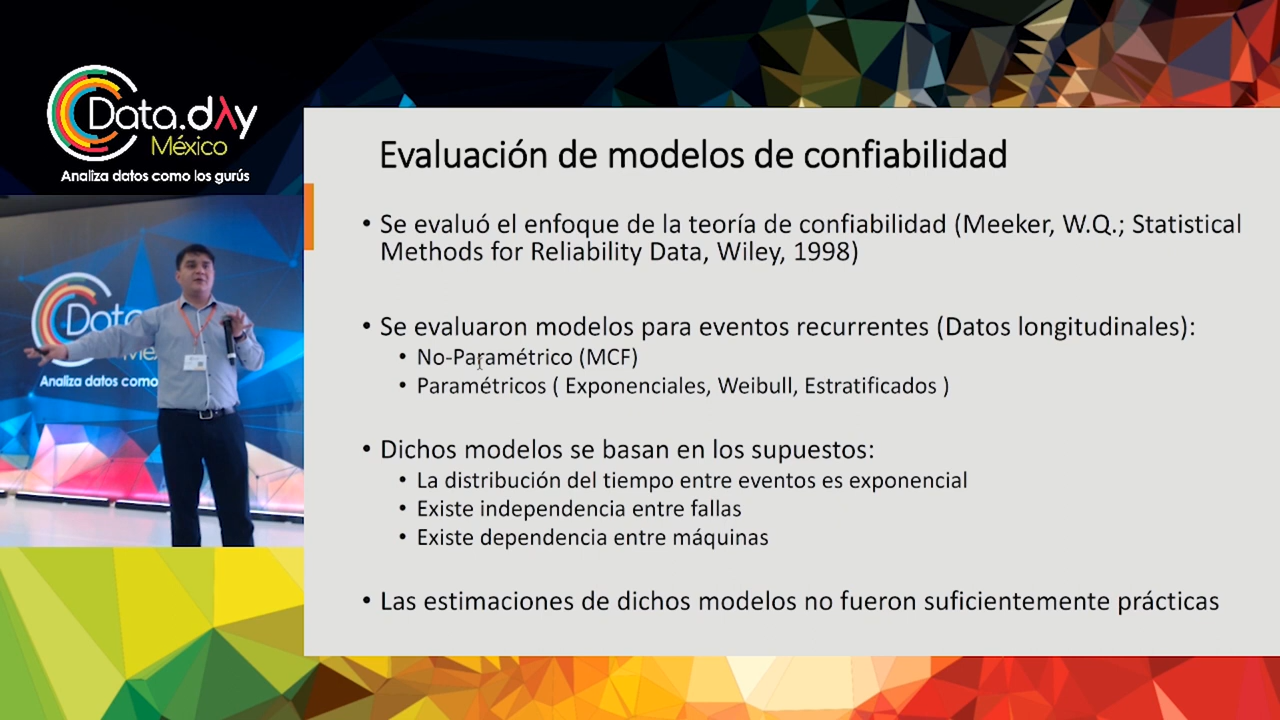 Data.day
México
Analiza datos como los gurús
Evaluación de modelos de confiabilidad
• Se evaluó el enfoque de la teoría de confiabilidad (Meeker, W.Q.; Statistical
Methods for Reliability Data, Wiley, 1998)
• Se evaluaron modelos para eventos recurrentes (Datos longitudinales):
• No-Paramétrico (MCF)
• Paramétricos ( Exponenciales, Weibull, Estratificados )
• Dichos modelos se basan en los supuestos:
• La distribución del tiempo entre eventos es exponencial
• Existe independencia entre fallas
• Existe dependencia entre máquinas
• Las estimaciones de dichos modelos no fueron suficientemente prácticas
Data
Analiza datos como